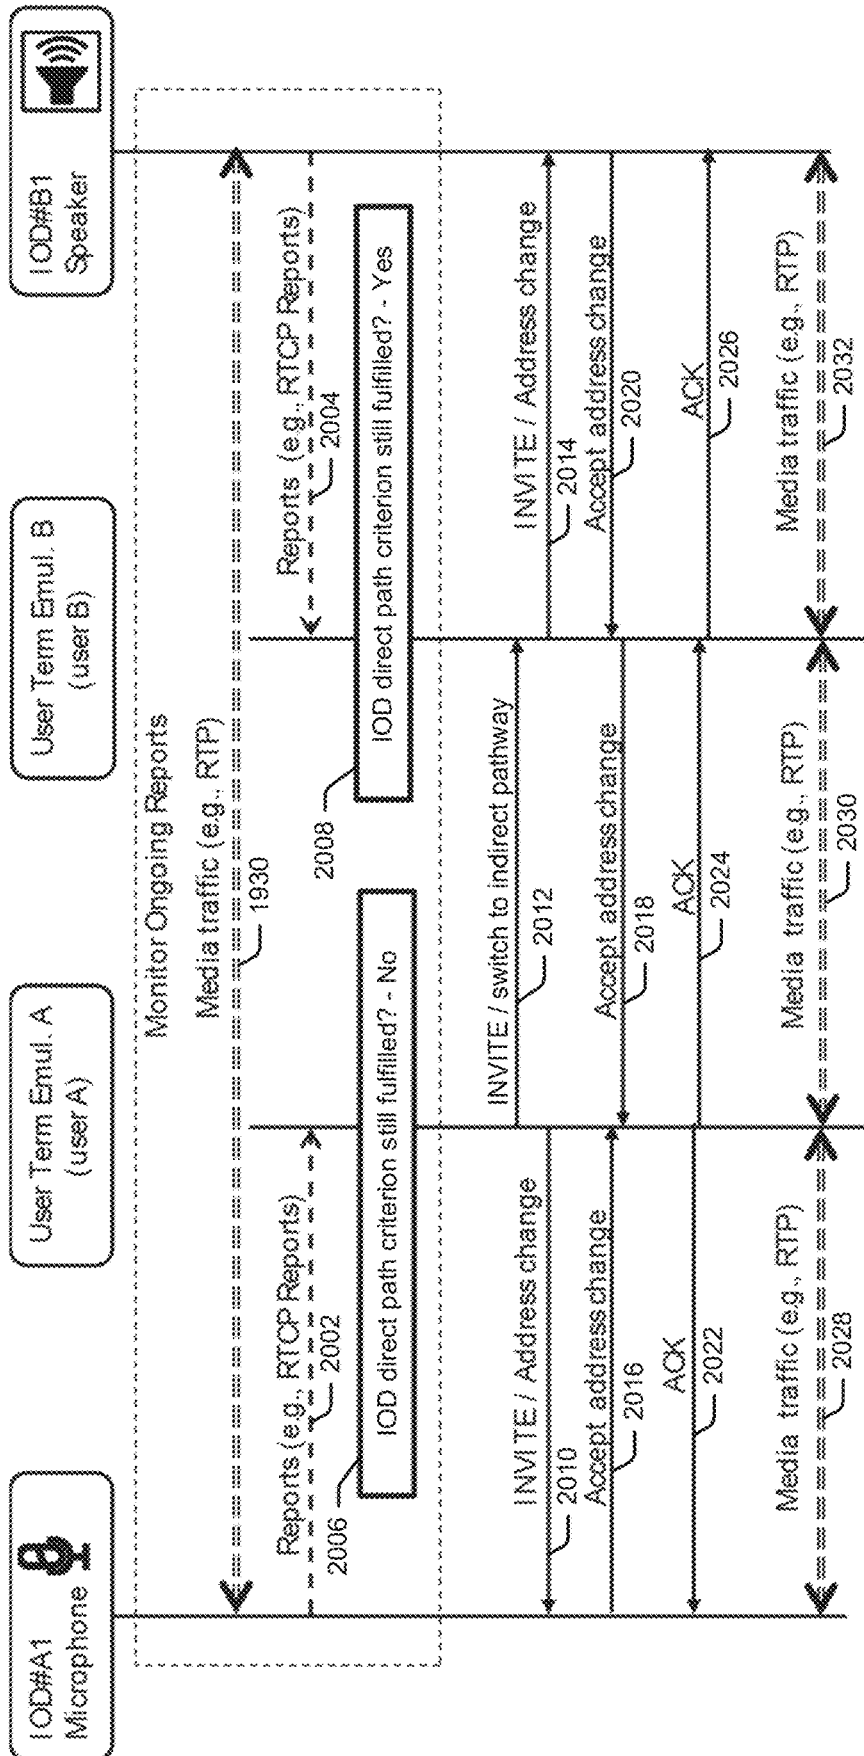 IOD#A1
Microphone
User Term Emul. A
(user A)
User Term Emul. B
(user B)
IOD#B1
Speaker
Monitor Ongoing Reports
Media traffic (e.g., RTP)
1930
Reports (e.g., RTCP Reports)
2002
Reports (e.g., RTCP Reports)
2004
2006
IOD direct path criterion still fulfilled? - No
2008
IOD direct path criterion still fulfilled? - Yes
INVITE / switch to indirect pathway
2012
INVITE / Address change
2010
INVITE / Address change
2014
Accept address change
2016
Accept address change
2018
Accept address change
2020
ACK
2022
ACK
2024
ACK
2026
Media traffic (e.g., RTP)
2028
Media traffic (e.g., RTP)
2030
Media traffic (e.g., RTP)
2032